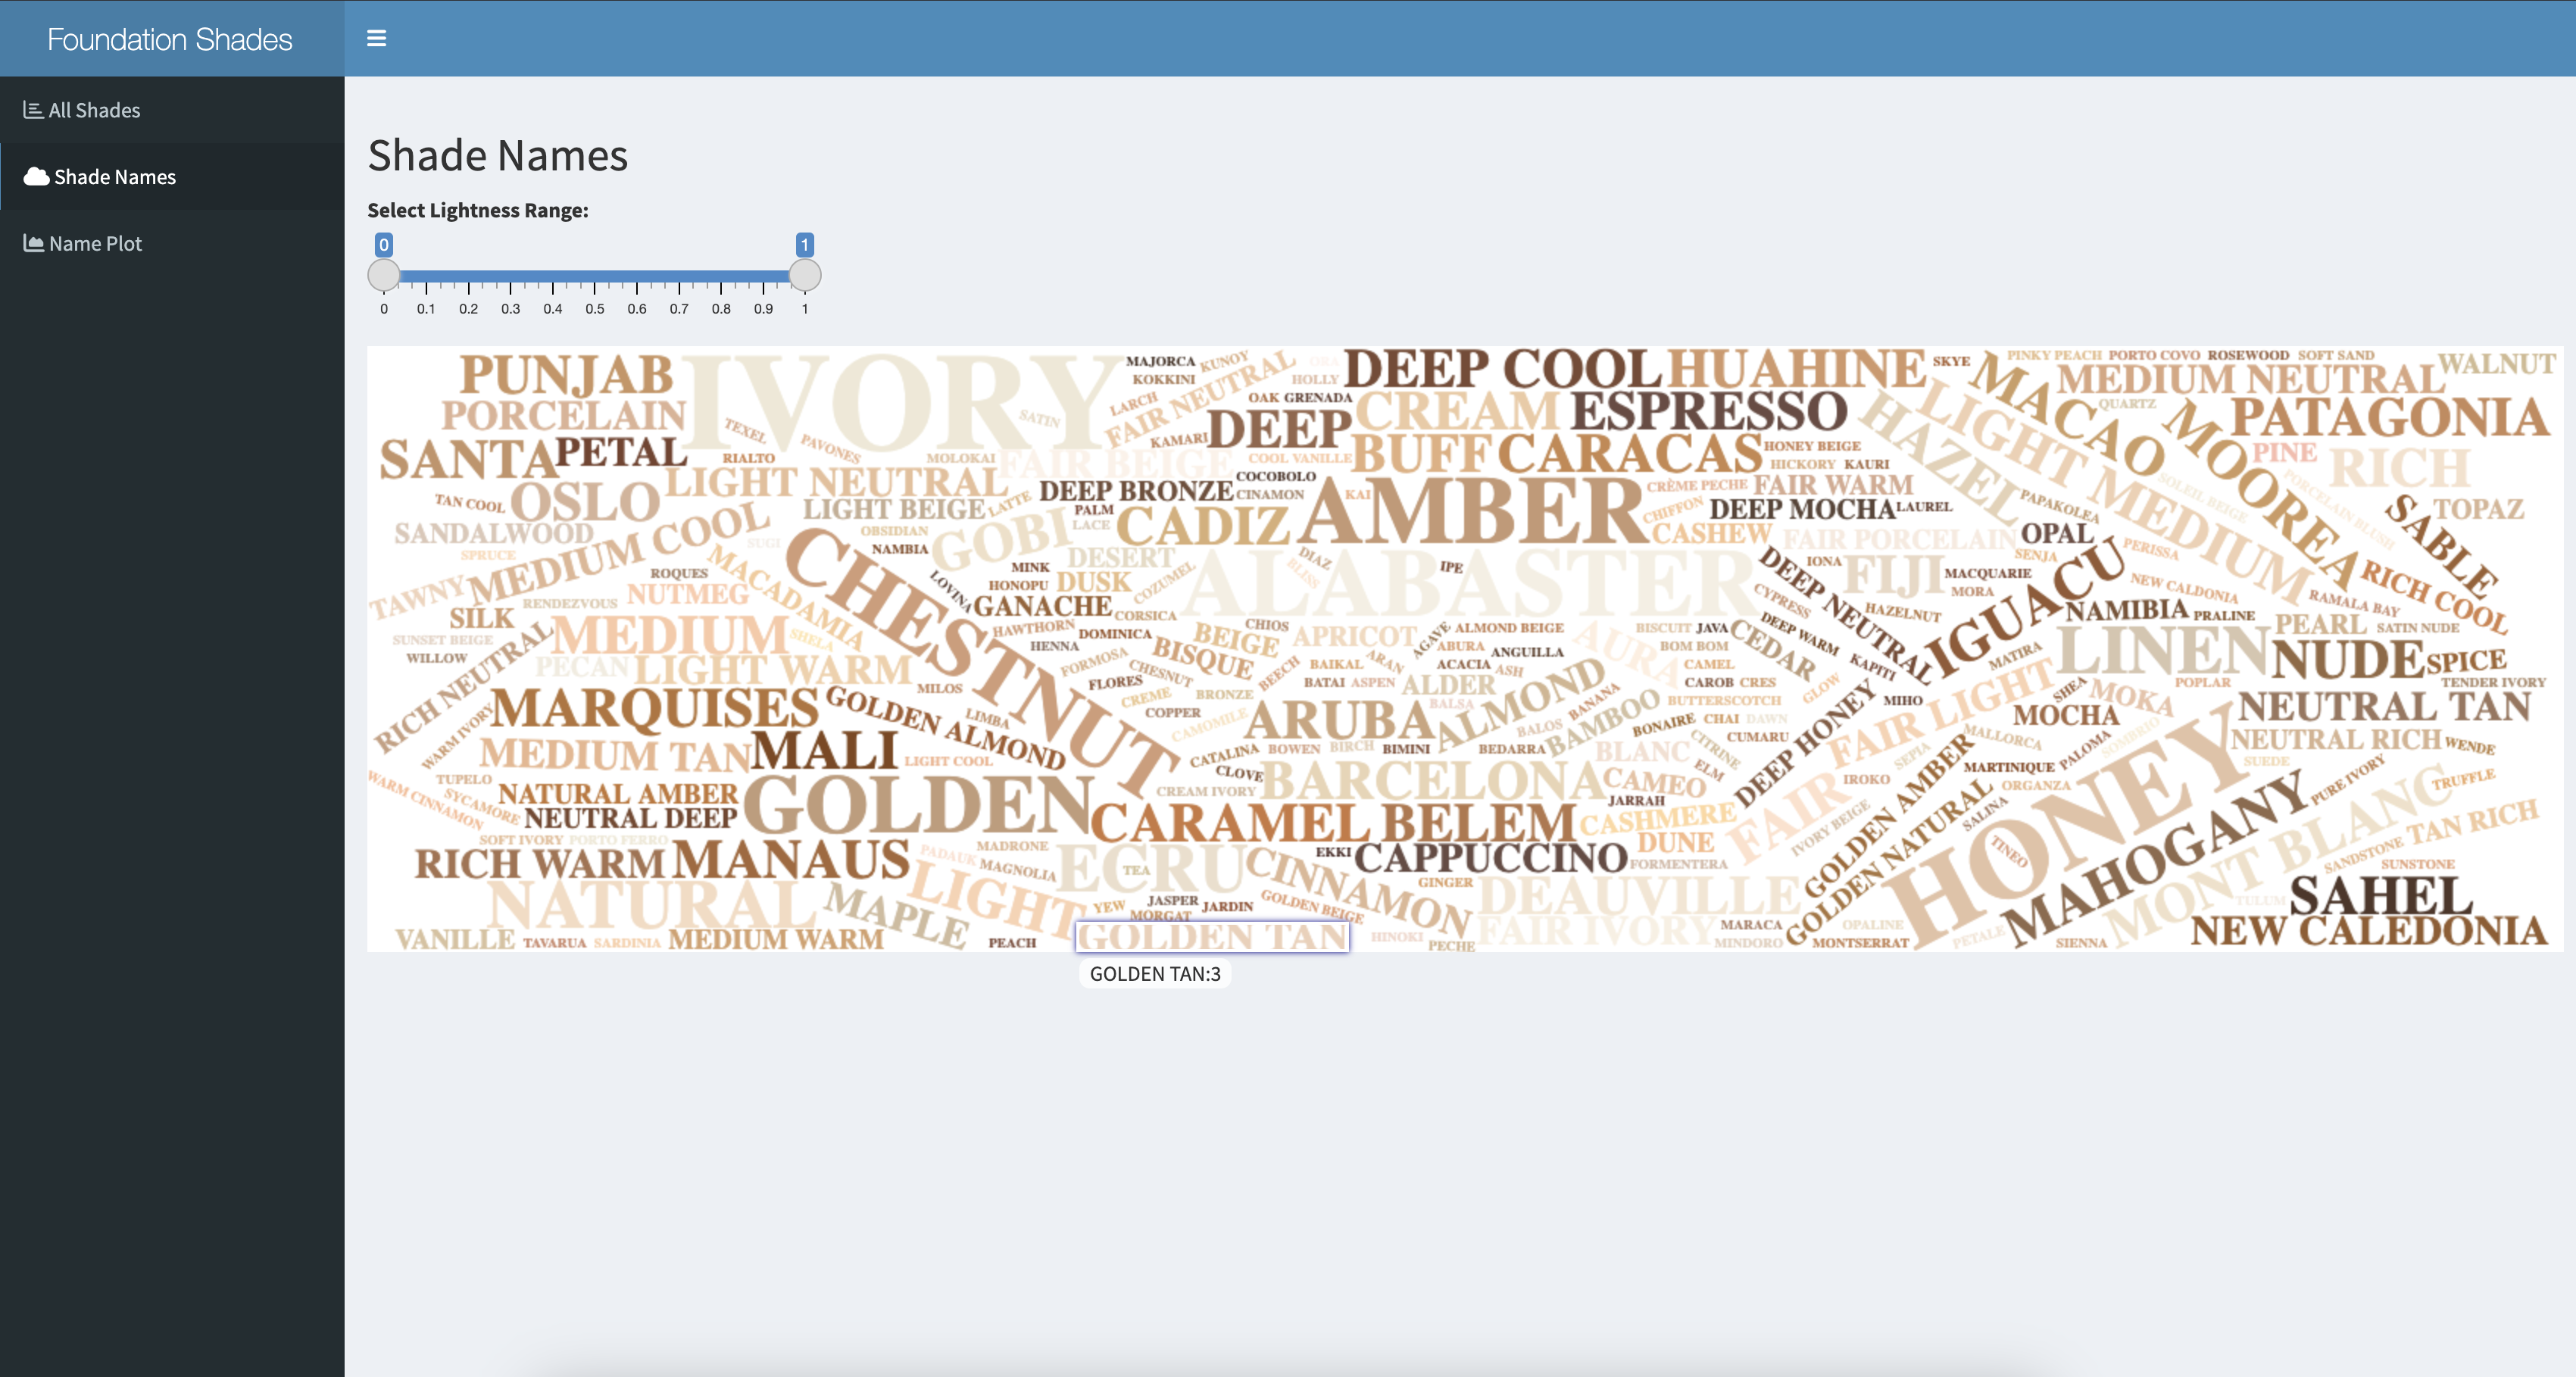 Foundation Shades
All Shades
Shade Names
Name Plot
Shade Names
Select Lightness Range:
0 1
0 0.1 0.2 0.3 0.4 0.5 0.6 0.7 0.8 0.9 1
PUNJAB
IVORY
MAJORCA
KUNOY
KOKKINI
HOLLY
DEEP COOL
HUAHINE
SKYE
MACAO
PINKY PEACH
PORTO COVO
ROSEWOOD
SOFT SAND
WALNUT
MEDIUM NEUTRAL
PORCELAIN
SATIN
LARCH
FAIR NEUTRAL
OAK
GRENADA
DEEP
CREAM
ESPRESSO
HAZEL
LIGHT MEDIUM
QUARTZ
MOOREA
PATAGONIA
SANTA
PETAL
TEXEL
PAVONES
RIALTO
MOLOKAI
FAIR BEIGE
KAMARI
COOL VANILLE
BUFF
CARACAS
HONEY BEIGE
HICKORY
KAURI
PINE
RICH
LIGHT NEUTRAL
COCOBOLO
TAN COOL
OSLO
LIGHT BEIGE
LATTE
DEEP BRONZE
CINAMON
KAI
AMBER
CRÈME PECHE
FAIR WARM
CHIFFON
DEEP MOCHA
LAUREL
PAPAKOLEA
SOLEIL BEIGE
PORCELAIN BLUSH
SABLE
TOPAZ
SANDALWOOD
MEDIUM COOL
SUGI
OBSIDIAN
GOBI
PALM
LACE
CADIZ
CASHEW
FAIR PORCELAIN
OPAL
SPRUCE
NAMBIA
DESERT
ALABASTER
DIAZ
BLISS
IPE
DEEP NEUTRAL
IONA
FIJI
MACQUARIE
SENJA
PERISSA
RICH COOL
TAWNY
ROQUES
MACADAMIA
CHESTNUT
LOVINA
MINK
HONOPU
DUSK
COZUMEL
CYPRESS
MORA
IGUACU
NEW CALDONIA
RAMALA BAY
RENDEZVOUS
NUTMEG
GANACHE
CORSICA
HAZELNUT
NAMIBIA
PRALINE
SILK
SUNSET BEIGE
MEDIUM
SHELA
HAWTHORN
DOMINICA
BEIGE
CHIOS
APRICOT
AGAVE
ALMOND BEIGE
AURA
BISCUIT
JAVA
CEDAR
DEEP WARM
LINEN
PEARL
SATIN NUDE
WILLOW
RICH NEUTRAL
PECAN
LIGHT WARM
HENNA
FORMOSA
BISQUE
ABURA
ANGUILLA
BOM BOM
KAPITI
MATIRA
NUDE
SPICE
CHESNUT
BEECH
BAIKAL
ARAN
ACACIA
ASH
CAMEL
MILOS
FLORES
BATAI
ASPEN
ALDER
CAROB
CRES
GLOW
FAIR LIGHT
SHEA
MOKA
POPLAR
TENDER IVORY
MARQUISES
GOLDEN ALMOND
LIMBA
CREME
BRONZE
BALSA
ALMOND
BANANA
BAMBOO
BUTTERSCOTCH
MIHO
WARM IVORY
COPPER
CAMOMILE
ARUBA
BALOS
BONAIRE
CHAI
DAWN
DEEP HONEY
MOCHA
NEUTRAL TAN
MEDIUM TAN
MALI
LIGHT COOL
CATALINA
BOWEN
BIRCH
BIMINI
BEDARRA
BLANC
CITRINE
CUMARU
SEPIA
MALLORCA
PALOMA
SOMBRIO
NEUTRAL RICH
WENDE
WARM CINNAMON
TUPELO
CLOVE
BARCELONA
CAMEO
ELM
IROKO
GOLDEN AMBER
MARTINIQUE
HONEY
SUEDE
SYCAMORE
NATURAL AMBER
GOLDEN
CREAM IVORY
JARRAH
FAIR
ORGANZA
PURE IVORY
TRUFFLE
NEUTRAL DEEP
CARAMEL
BELEM
CASHMERE
IVORY BEIGE
SALINA
MAHOGANY
SOFT IVORY
PORTO FERRO
MADRONE
DUNE
GOLDEN NATURAL
TINEO
MONT BLANC
TAN RICH
RICH WARM
MANAUS
PADAUK
MAGNOLIA
ECRU
TEA
CINNAMON
EKKI
CAPPUCCINO
FORMENTERA
SANDSTONE
SUNSTONE
NATURAL
MAPLE
LIGHT
YEW
JASPER
JARDIN
MORGAT
GOLDEN BEIGE
GINGER
DEAUVILLE
TULUM
SAHEL
VANILLE
TAVARUA
SARDINIA
MEDIUM WARM
PEACH
GOLDEN TAN
HINOKI
PECHE
FAIR IVORY
MARACA
MINDORO
OPALINE
MONTSERRAT
PETALE
SIENNA
NEW CALEDONIA
GOLDEN TAN:3